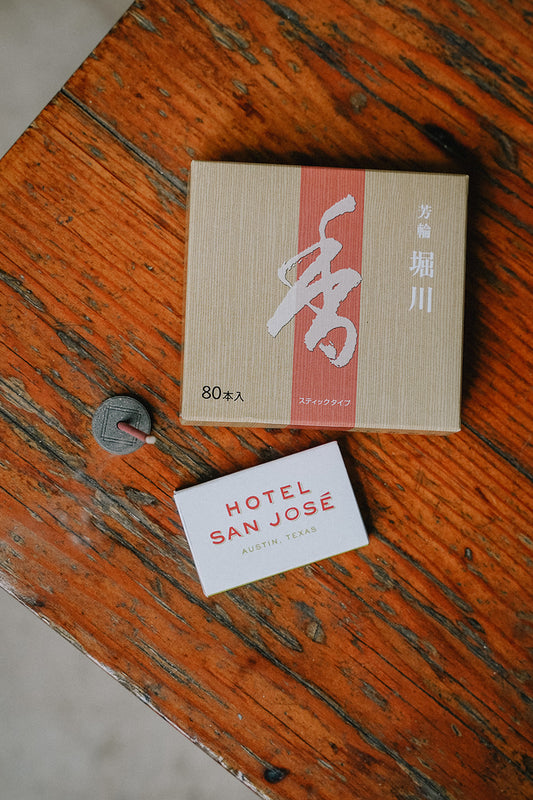 芳輪
堀川
香
80本入
スティックタイプ
HOTEL
SAN JOSÉ
AUSTIN, TEXAS